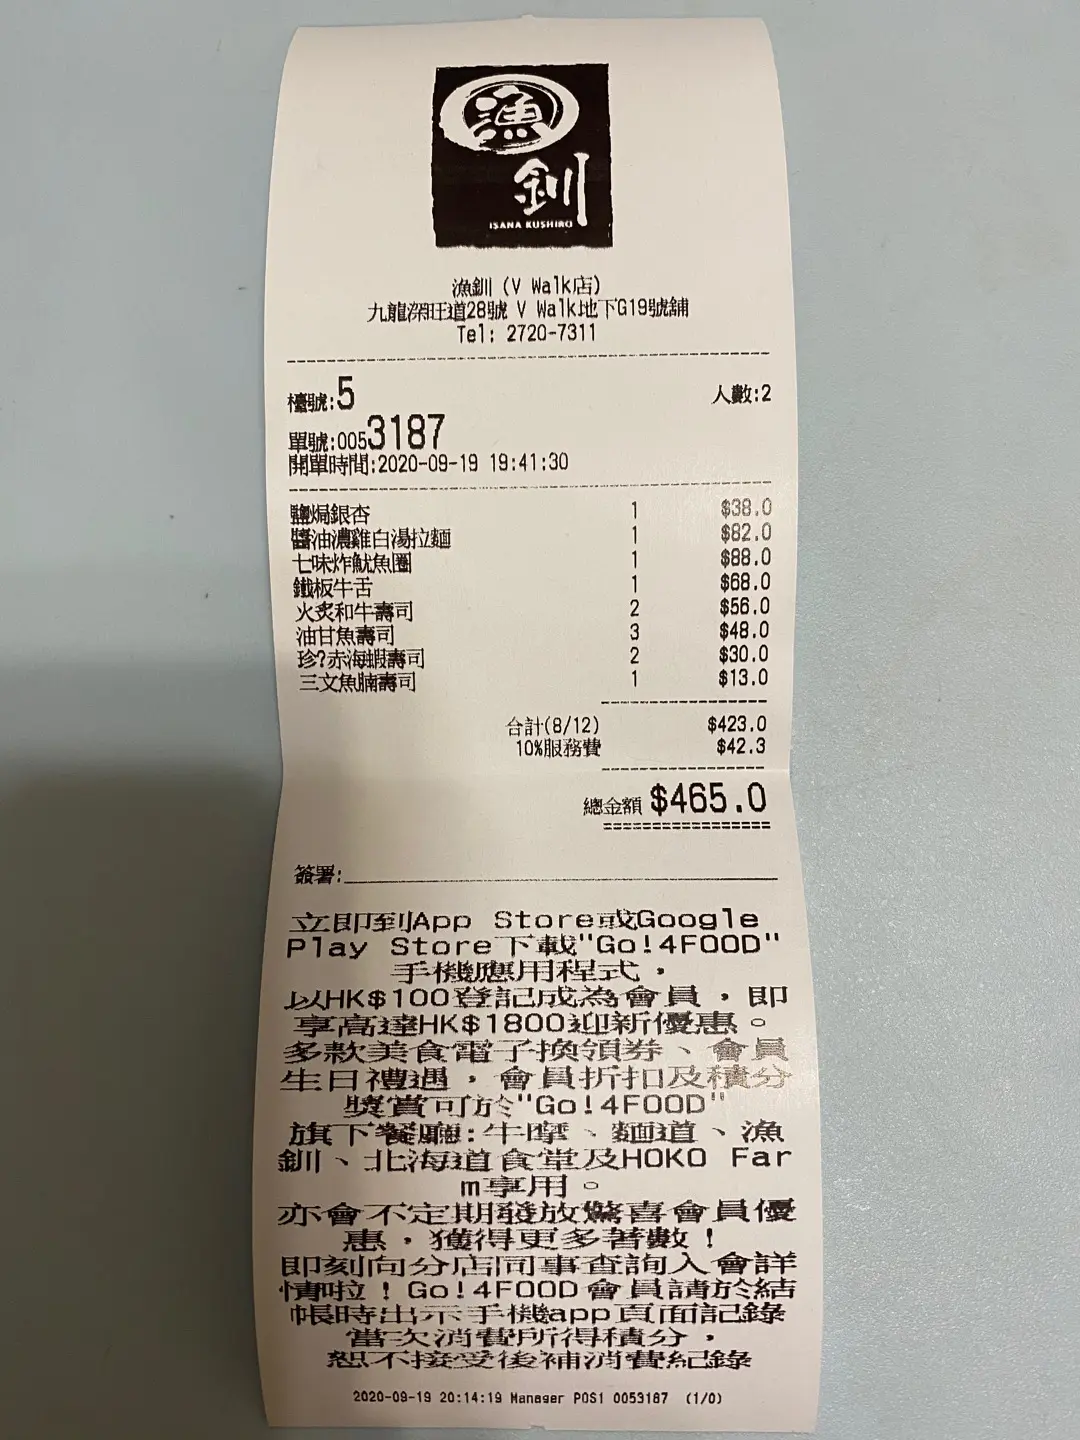 漁
釧
ISANA KUSHIRO
漁釧 (V Walk店)
九龍深旺道28號 V Walk地下G19號舖
Tel: 2720-7311
檯號:5 人數:2
單號:0053187
開單時間:2020-09-19 19:41:30
鹽焗銀杏 1 $38.0
醬油濃雞白湯拉麵 1 $82.0
七味炸魷魚圈 1 $88.0
鐵板牛舌 1 $68.0
火炙和牛壽司 2 $56.0
油甘魚壽司 3 $48.0
珍?赤海蝦壽司 2 $30.0
三文魚腩壽司 1 $13.0
合計(8/12) $423.0
10%服務費 $42.3
總金額 $465.0
簽署:
立即到App Store或Google
Play Store下載"Go!4FOOD"
手機應用程式，
以HK$100登記成為會員，即
享高達HK$1800迎新優惠。
多款美食電子換領券、會員
生日禮遇，會員折扣及積分
獎賞可於"Go!4FOOD"
旗下餐廳:牛摩、麵道、漁
釧、北海道食堂及HOKO Far
m享用。
亦會不定期發放驚喜會員優
惠，獲得更多著數!
即刻向分店同事查詢入會詳
情啦!Go!4FOOD會員請於結
帳時出示手機app頁面記錄
當次消費所得積分，
恕不接受後補消費紀錄
2020-09-19 20:14:19 Manager POS1 0053187 (1/0)